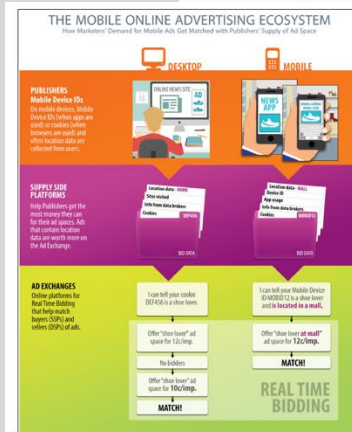 THE MOBILE ONLINE ADVERTISING ECOSYSTEM
How Marketers' Demand for Mobile Ads Get Matched with Publishers' Supply of Ad Space
DESKTOP
MOBILE
PUBLISHERS
Mobile Device IDs
On mobile devices, Mobile
Device IDs (when apps are
used) or cookies (when
browsers are used) and
often location data are
collected from users.
ONLINE NEWS SITE
AD
NEWS
APP
SUPPLY SIDE
PLATFORMS
Help Publishers get the
most money they can
for their ad spaces. Ads
that contain location
data are worth more on
the Ad Exchange.
Location data - HOME
Sites visited
Info from data brokers
Cookies
DEF456
BID DATA
Location data - MALL
Device ID
App usage
Info from data brokers
Cookies
MOBID12
BID DATA
AD EXCHANGES
Online platforms for
Real Time Bidding
that help match
buyers (SSPs) and
sellers (DSPs) of ads.
I can tell your cookie
DEF456 is a shoe lover.
Offer "shoe lover" ad
space for 12c/imp.
No bidders
Offer "shoe lover" ad
space for 10c/imp.
MATCH!
I can tell your Mobile Device
ID MOBID12 is a shoe lover
and is located in a mall.
Offer "shoe lover at mall"
ad space for 12c/imp.
MATCH!
REAL TIME
BIDDING